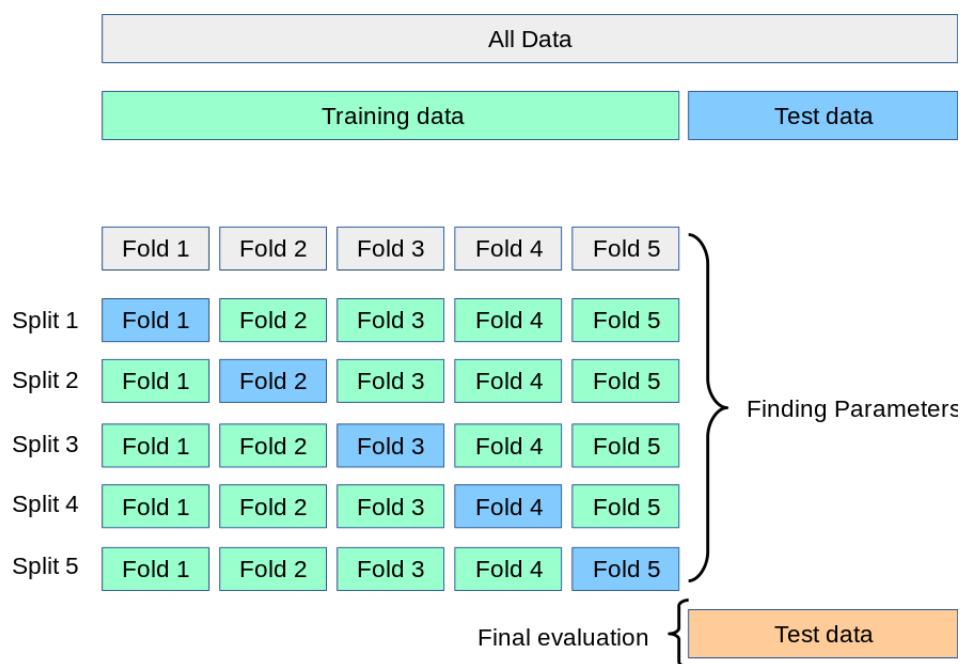 All Data
Training data Test data
Fold 1 Fold 2 Fold 3 Fold 4 Fold 5
Split 1 Fold 1 Fold 2 Fold 3 Fold 4 Fold 5
Split 2 Fold 1 Fold 2 Fold 3 Fold 4 Fold 5
Finding Parameters
Split 3 Fold 1 Fold 2 Fold 3 Fold 4 Fold 5
Split 4 Fold 1 Fold 2 Fold 3 Fold 4 Fold 5
Split 5 Fold 1 Fold 2 Fold 3 Fold 4 Fold 5
Final evaluation Test data